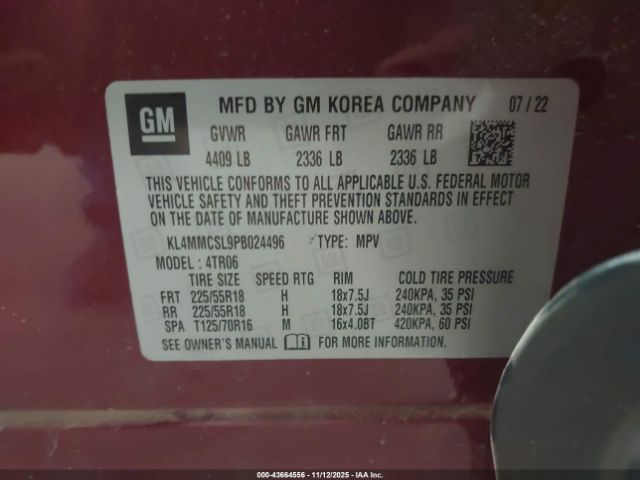 GM
MFD BY GM KOREA COMPANY 07 / 22
GVWR GAWR FRT GAWR RR
4409 LB 2336 LB 2336 LB
THIS VEHICLE CONFORMS TO ALL APPLICABLE U.S. FEDERAL MOTOR
VEHICLE SAFETY AND THEFT PREVENTION STANDARDS IN EFFECT
ON THE DATE OF MANUFACTURE SHOWN ABOVE.
KL4MMCSL9PB024496 TYPE: MPV
MODEL: 4TR06
TIRE SIZE SPEED RTG RIM COLD TIRE PRESSURE
FRT 225/55R18 H 18x7.5J 240KPA, 35 PSI
RR 225/55R18 H 18x7.5J 240KPA, 35 PSI
SPA T125/70R16 M 16x4.0BT 420KPA, 60 PSI
SEE OWNER'S MANUAL FOR MORE INFORMATION.
000-43664556 - 11/12/2025 - IAA Inc.